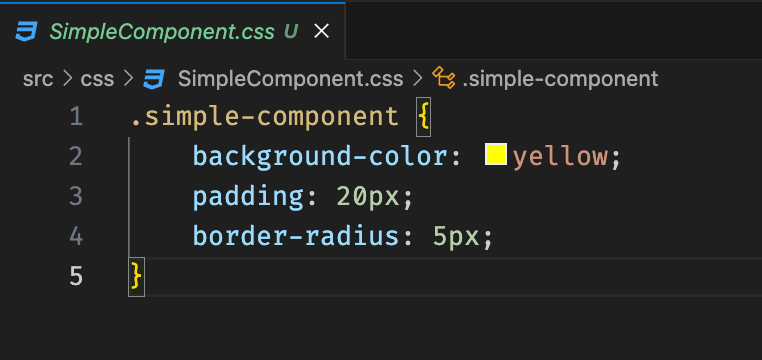 SimpleComponent.css U
src > css > SimpleComponent.css > .simple-component
1 .simple-component {
2     background-color: yellow;
3     padding: 20px;
4     border-radius: 5px;
5 }